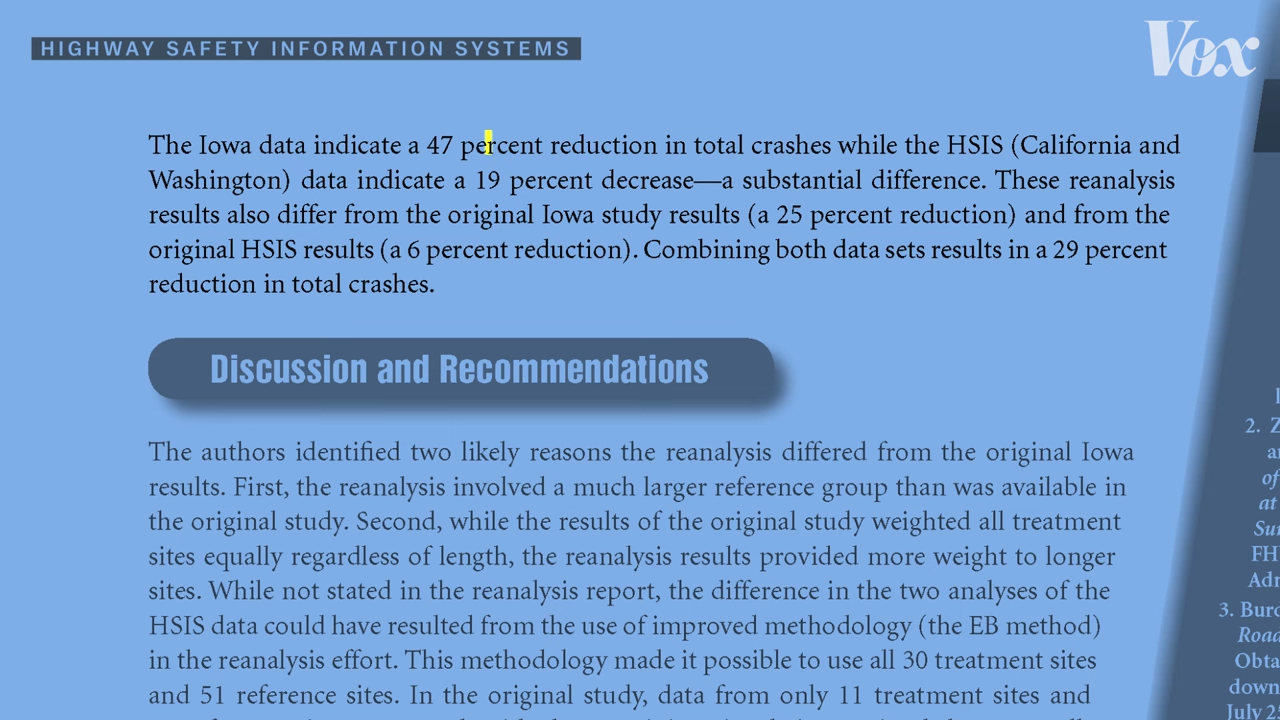 HIGHWAY SAFETY INFORMATION SYSTEMS
Vox
The Iowa data indicate a 47 percent reduction in total crashes while the HSIS (California and
Washington) data indicate a 19 percent decrease—a substantial difference. These reanalysis
results also differ from the original Iowa study results (a 25 percent reduction) and from the
original HSIS results (a 6 percent reduction). Combining both data sets results in a 29 percent
reduction in total crashes.
Discussion and Recommendations
The authors identified two likely reasons the reanalysis differed from the original Iowa
results. First, the reanalysis involved a much larger reference group than was available in
the original study. Second, while the results of the original study weighted all treatment
sites equally regardless of length, the reanalysis results provided more weight to longer
sites. While not stated in the reanalysis report, the difference in the two analyses of the
HSIS data could have resulted from the use of improved methodology (the EB method)
in the reanalysis effort. This methodology made it possible to use all 30 treatment sites
and 51 reference sites. In the original study, data from only 11 treatment sites and
2. Z
of
at
FH
3. Burd
Road
Obta
down
July 25